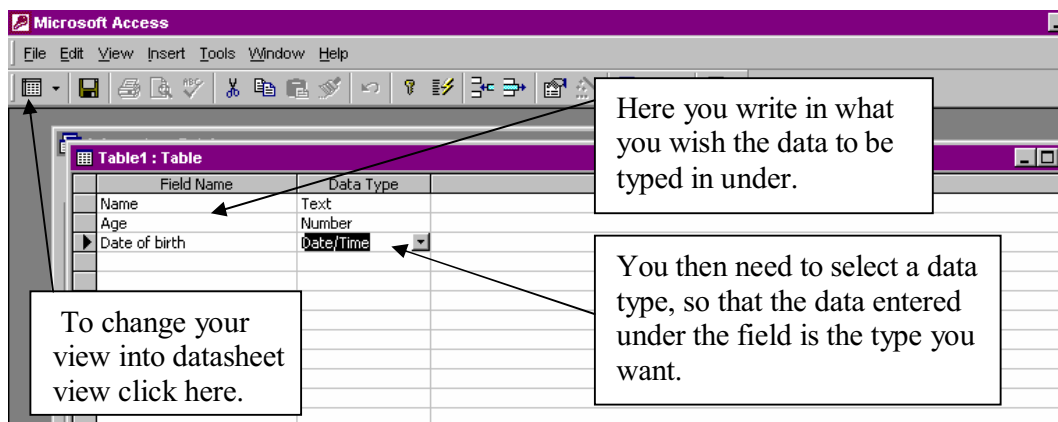 Microsoft Access
File Edit View Insert Tools Window Help
Here you write in what
you wish the data to be
typed in under.
Table1 : Table
Field Name Data Type
Name Text
Age Number
Date of birth Date/Time
You then need to select a data
type, so that the data entered
under the field is the type you
want.
To change your
view into datasheet
view click here.